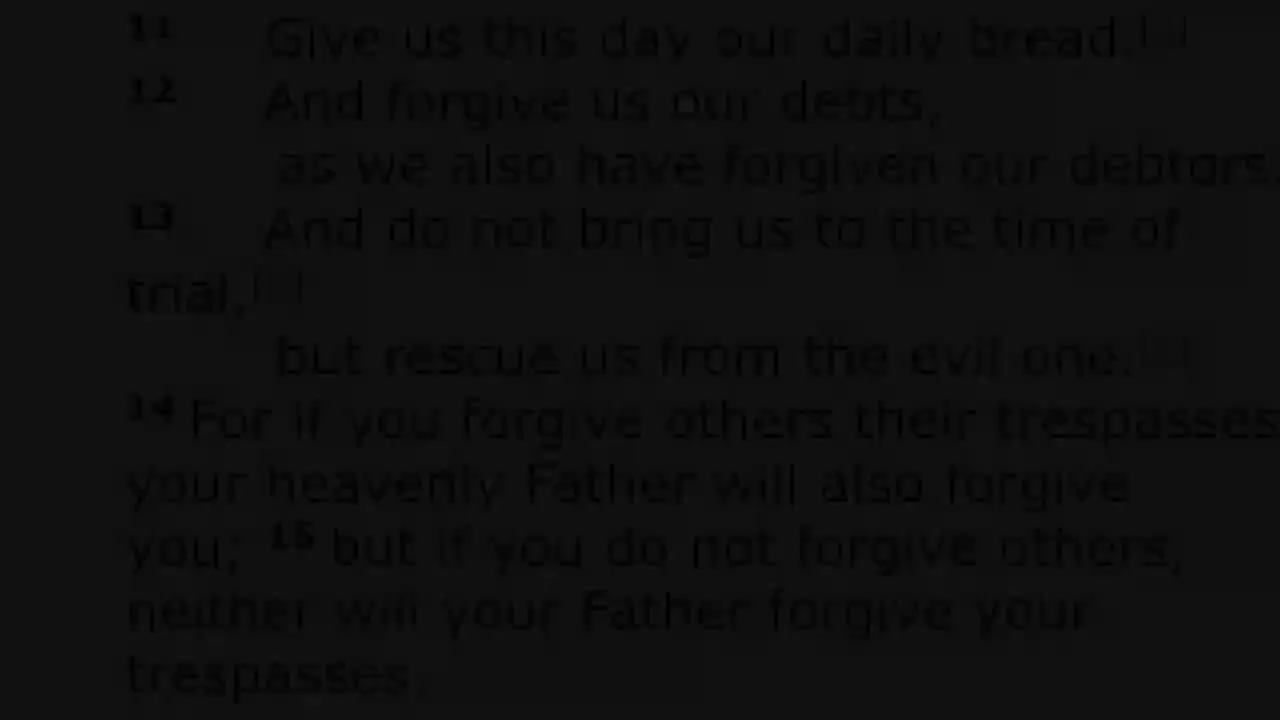 11 Give us this day our daily bread.
12 And forgive us our debts,
as we also have forgiven our debtors.
13 And do not bring us to the time of
trial,
but rescue us from the evil one.
14 For if you forgive others their trespasses
your heavenly Father will also forgive
you; 15 but if you do not forgive others,
neither will your Father forgive your
trespasses.